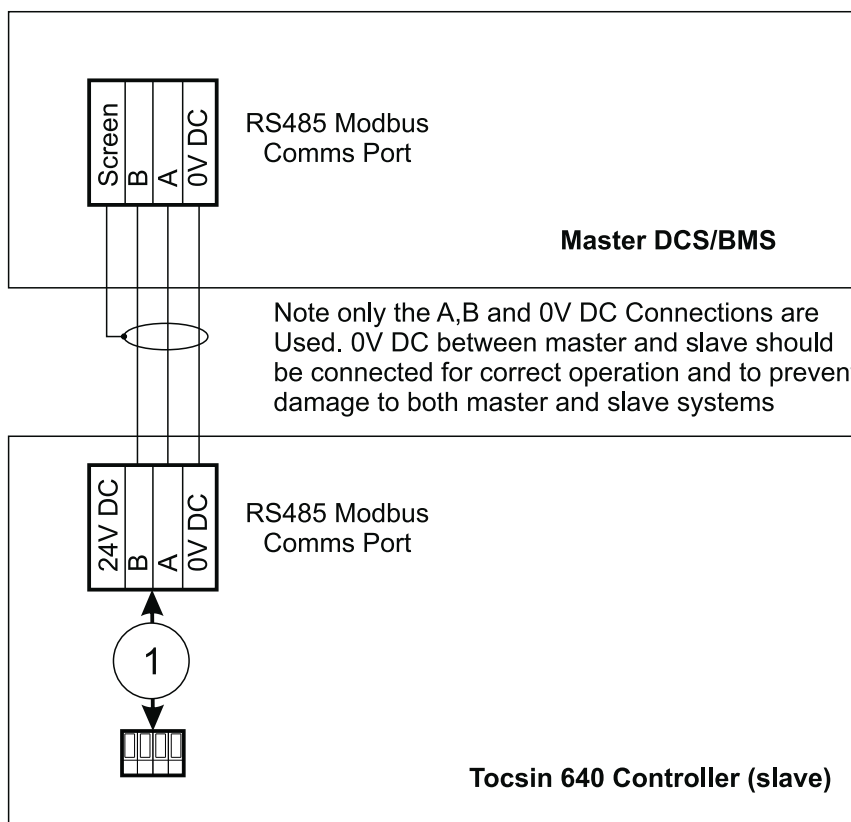 Screen
B
A
0V DC
RS485 Modbus
Comms Port
Master DCS/BMS
Note only the A,B and 0V DC Connections are
Used. 0V DC between master and slave should
be connected for correct operation and to preven
damage to both master and slave systems
24V DC
B
A
0V DC
RS485 Modbus
Comms Port
1
Tocsin 640 Controller (slave)